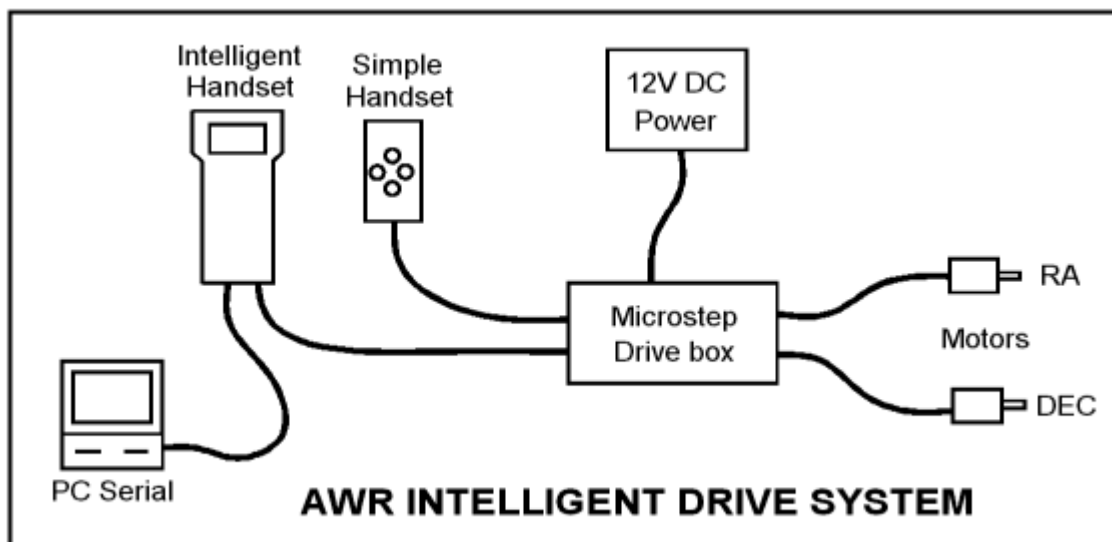 Intelligent
Handset
Simple
Handset
12V DC
Power
Microstep
Drive box
RA
Motors
DEC
PC Serial
AWR INTELLIGENT DRIVE SYSTEM